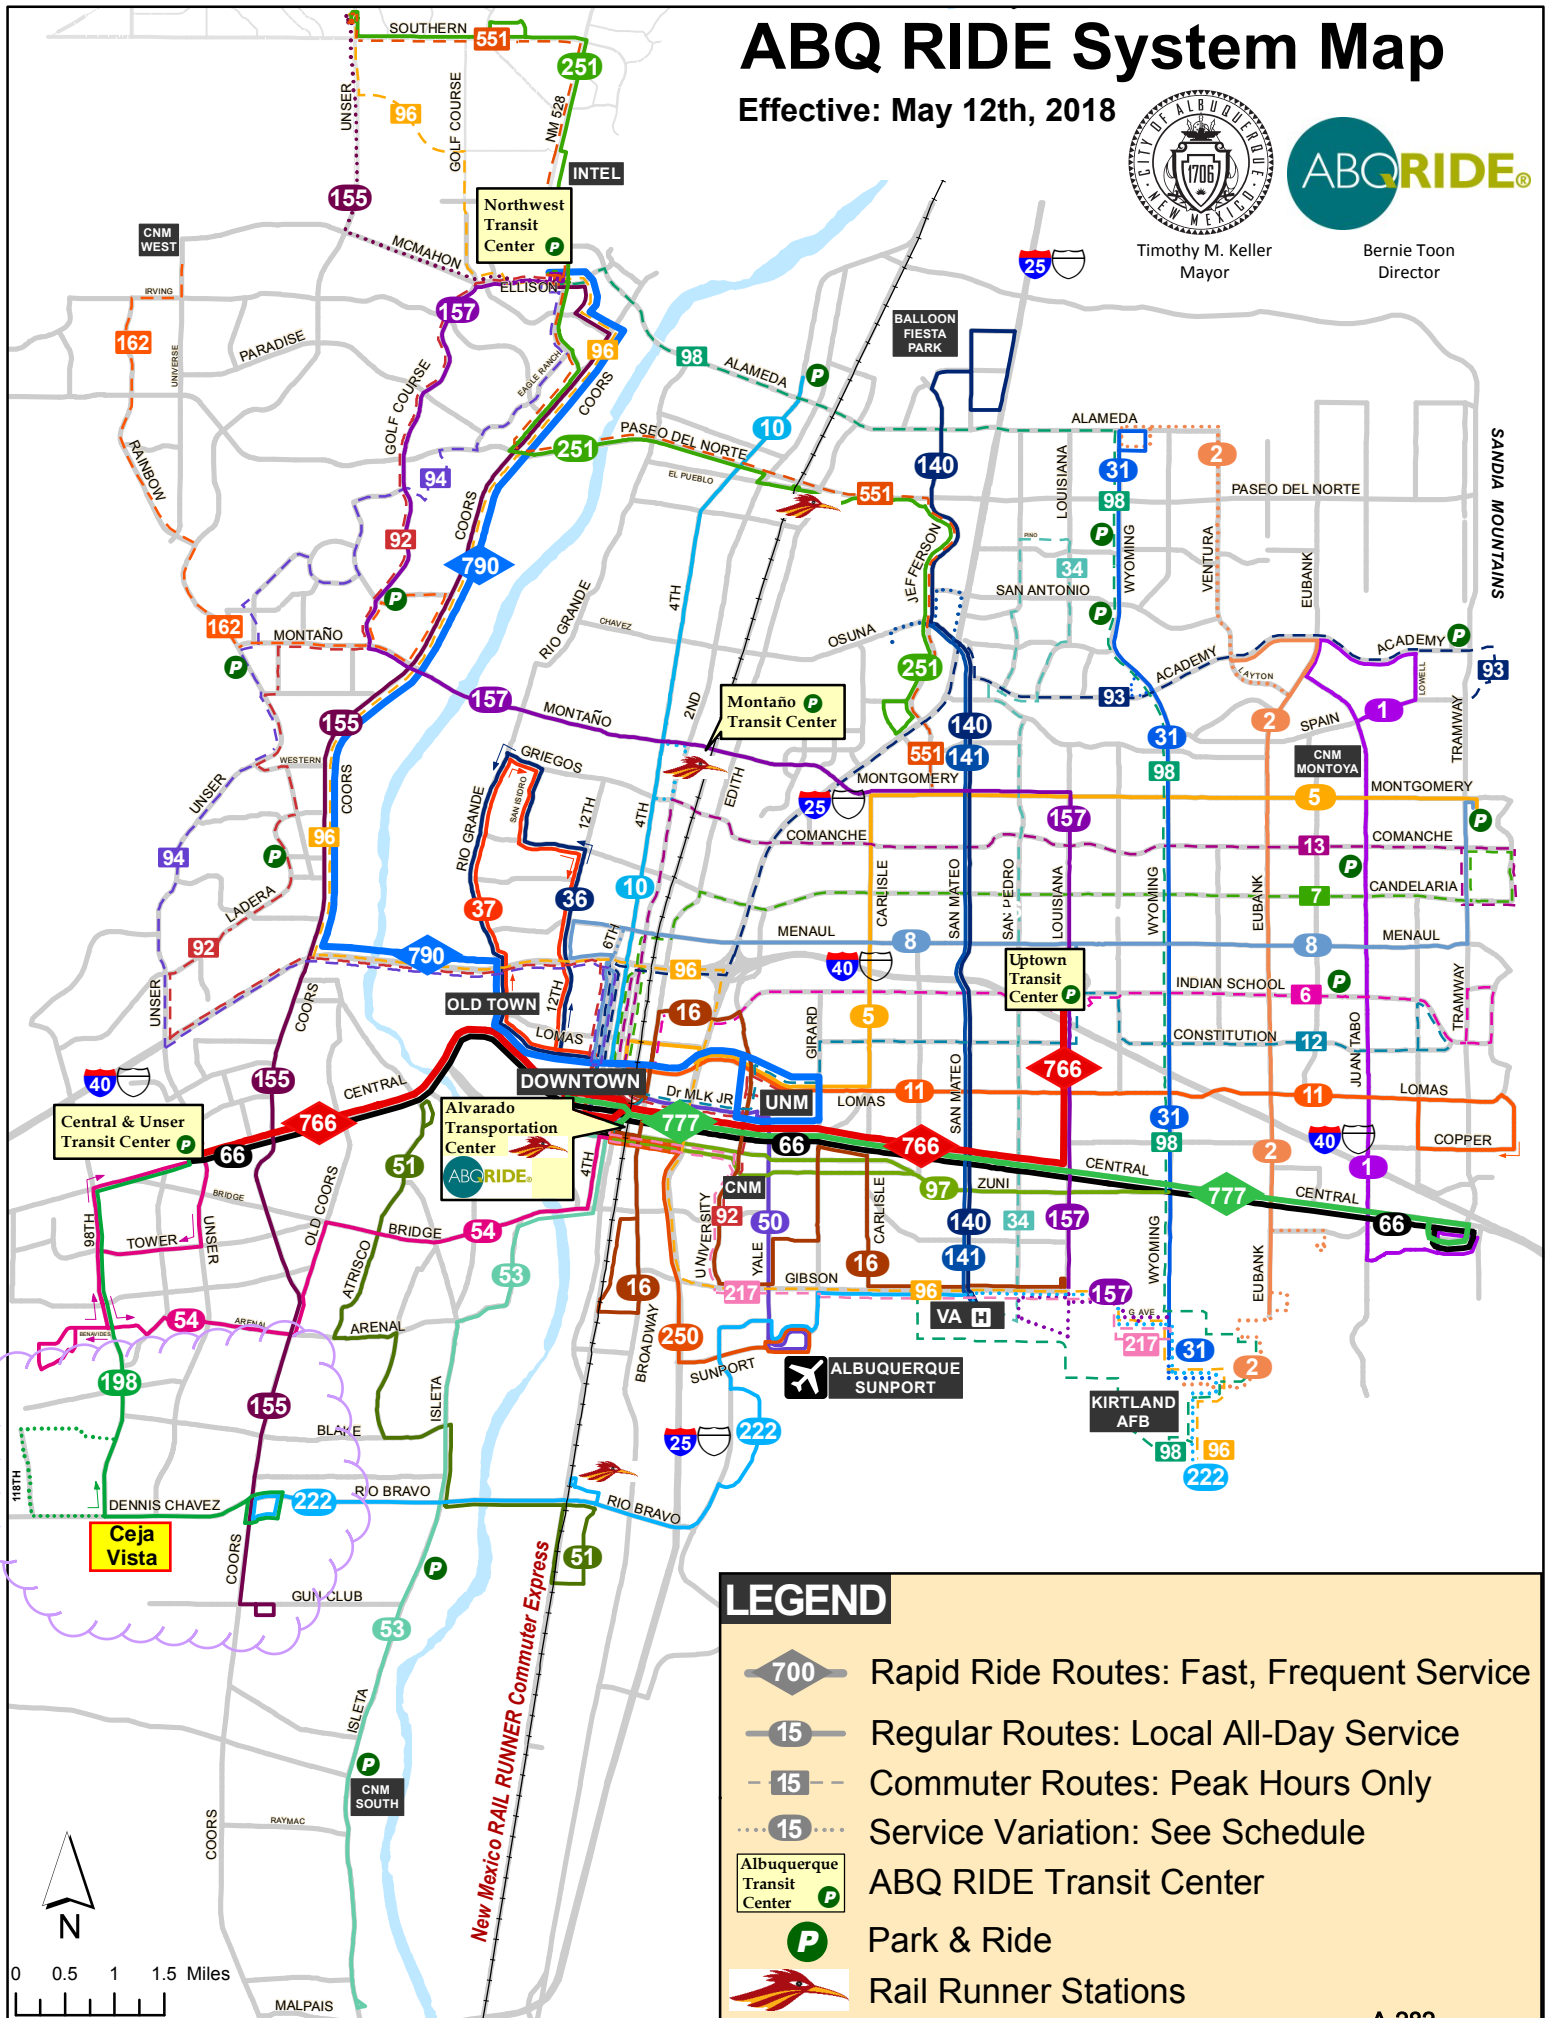 ABQ RIDE System Map
Effective: May 12th, 2018
CITY OF ALBUQUERQUE
1706
NEW MEXICO
ABQRIDE®
Timothy M. Keller
Mayor
Bernie Toon
Director
SOUTHERN
551
251
UNSER
96
GOLF COURSE
NM 528
INTEL
155
Northwest
Transit
Center P
CNM
WEST
MCMAHON
ELLISON
IRVING
157
162
PARADISE
UNIVERSE
EAGLE RANCH
96
COORS
98
ALAMEDA
P
25
BALLOON
FIESTA
PARK
GOLF COURSE
RAINBOW
251
PASEO DEL NORTE
10
EL PUEBLO
94
551
140
ALAMEDA
31
98
2
LOUISIANA
PASEO DEL NORTE
SANDIA MOUNTAINS
COORS
92
790
P
JEFFERSON
PINO
34
P
WYOMING
VENTURA
EUBANK
SAN ANTONIO
P
4TH
RIO GRANDE
CHAVEZ
OSUNA
162
MONTAÑO
P
251
ACADEMY
ACADEMY
P
LAYTON
93
93
LOWELL
1
157
MONTAÑO
2ND
Montaño P
Transit Center
155
140
141
551
31
98
2
SPAIN
CNM
MONTOYA
TRAMWAY
WESTERN
COORS
UNSER
GRIEGOS
SAN ISIDRO
RIO GRANDE
12TH
4TH
EDITH
25
MONTGOMERY
MONTGOMERY
5
P
157
COMANCHE
COMANCHE
13
P
96
94
P
LADERA
92
37
36
10
6TH
CARLISLE
SAN MATEO
SAN PEDRO
LOUISIANA
WYOMING
EUBANK
7
CANDELARIA
MENAUL
8
8
MENAUL
790
96
40
Uptown
Transit
Center P
INDIAN SCHOOL
P
6
TRAMWAY
UNSER
COORS
OLD TOWN
12TH
LOMAS
16
GIRARD
5
CONSTITUTION
12
JUAN TABO
766
40
155
CENTRAL
DOWNTOWN
Dr MLK JR
UNM
LOMAS
11
SAN MATEO
11
LOMAS
Central & Unser
Transit Center P
766
66
Alvarado
Transportation
Center
ABQRIDE®
777
66
766
31
98
40
COPPER
2
1
CENTRAL
777
CENTRAL
66
51
4TH
CNM
97
ZUNI
BRIDGE
98TH
TOWER
UNSER
OLD COORS
ATRISCO
BRIDGE
54
53
UNIVERSITY
92
50
YALE
CARLISLE
16
140
141
34
157
WYOMING
EUBANK
GIBSON
217
96
16
BROADWAY
VA H
157
G AVE
217
31
2
54
ARENAL
BENAVIDES
ARENAL
250
SUNPORT
ALBUQUERQUE
SUNPORT
198
155
ISLETA
BLAKE
25
222
KIRTLAND
AFB
98
96
222
118TH
DENNIS CHAVEZ
222
RIO BRAVO
RIO BRAVO
Ceja
Vista
COORS
P
51
GUN CLUB
53
New Mexico RAIL RUNNER Commuter Express
ISLETA
P
CNM
SOUTH
COORS
RAYMAC
N
0 0.5 1 1.5 Miles
MALPAIS
LEGEND
700 Rapid Ride Routes: Fast, Frequent Service
15 Regular Routes: Local All-Day Service
15 Commuter Routes: Peak Hours Only
15 Service Variation: See Schedule
Albuquerque
Transit
Center P
ABQ RIDE Transit Center
P Park & Ride
Rail Runner Stations